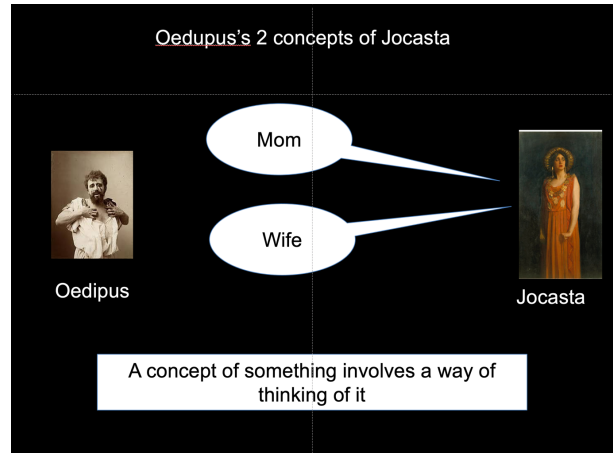 Oedupus's 2 concepts of Jocasta
Mom
Wife
Oedipus
Jocasta
A concept of something involves a way of
thinking of it